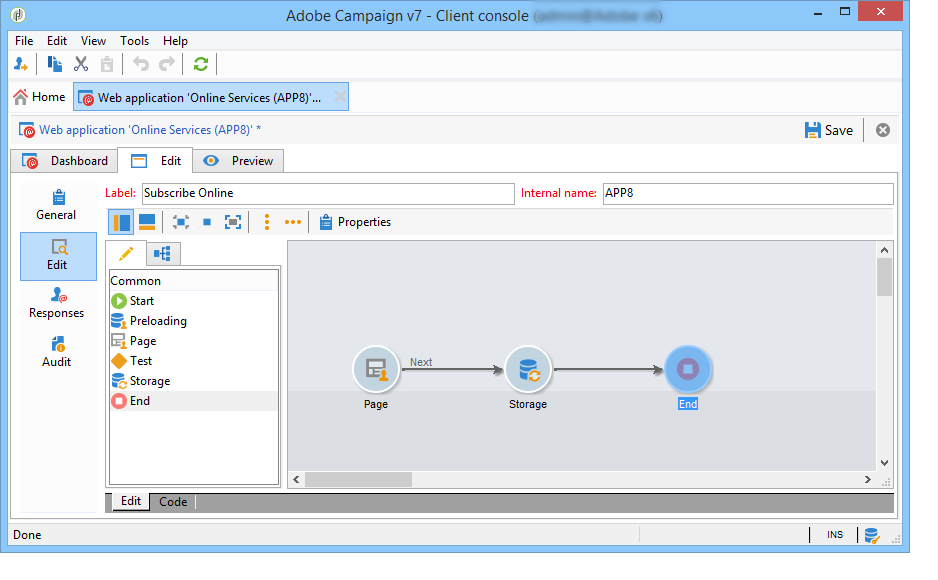 Adobe Campaign v7 - Client console
File Edit View Tools Help
Home Web application 'Online Services (APP8)'...
Web application 'Online Services (APP8)' * Save
Dashboard Edit Preview
Label: Subscribe Online Internal name: APP8
General
Properties
Edit
Common
Start
Responses
Preloading
Page
Audit
Test
Storage
End
Next
Page Storage End
Edit Code
Done INS